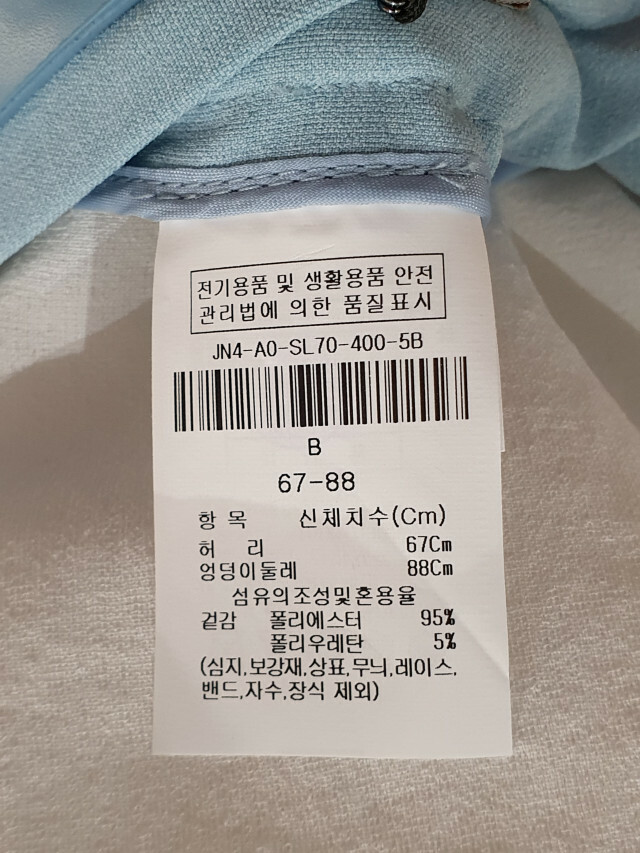 전기용품 및 생활용품 안전
관리법에 의한 품질표시
JN4-A0-SL70-400-5B
B
67-88
항 목 신체치수(Cm)
허 리 67Cm
엉덩이둘레 88Cm
섬유의조성및혼용율
겉감 폴리에스터 95%
폴리우레탄 5%
(심지,보강재,상표,무늬,레이스,
밴드,자수,장식 제외)